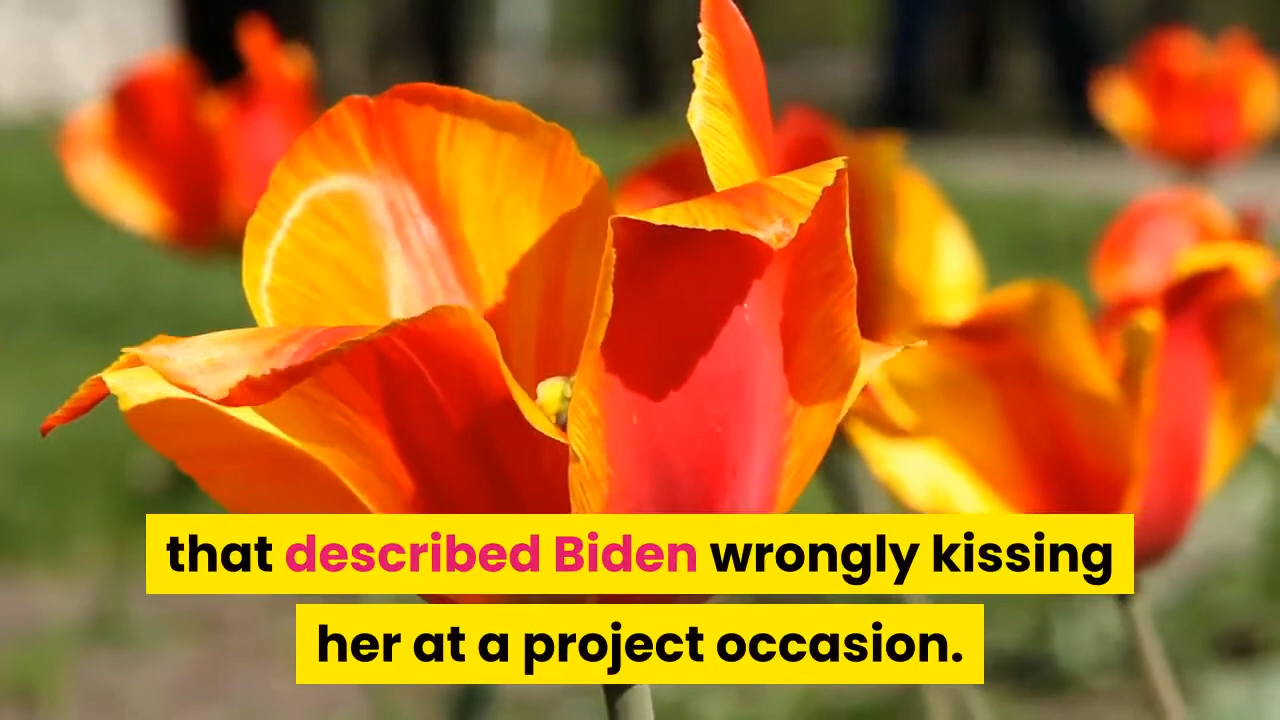 that described Biden wrongly kissing
her at a project occasion.